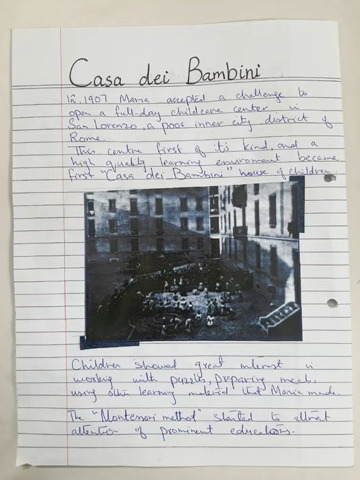 Casa dei Bambini
In 1907 Maria accepted a challenge to
open a full-day childcare center in
San Lorenzo, a poor inner city district of
Rome.
This centre first of its kind, and a
high quality learning environment became
first "Casa dei Bambini" house of children.
Children showed great interest in
working with puzzles, preparing meals,
using other learning material that Maria made.
The "Montessori method" started to attract
attention of prominent educators.